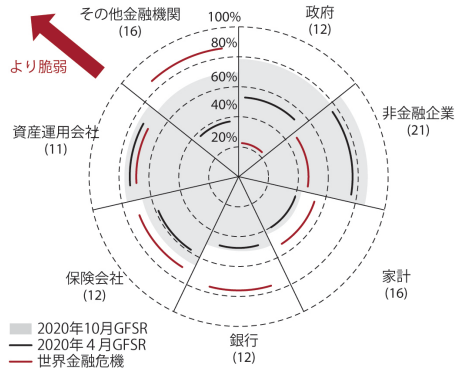 その他金融機関
(16)
100%
政府
(12)
80%
より脆弱
60%
非金融企業
(21)
40%
資産運用会社
(11)
20%
保険会社
(12)
家計
(16)
銀行
(12)
2020年10月GFSR
2020年４月GFSR
世界金融危機